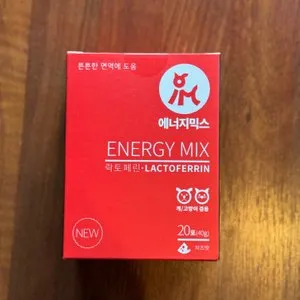 튼튼한 면역에 도움
에너지믹스
ENERGY MIX
락토페린·LACTOFERRIN
개/고양이 겸용
NEW
20포(40g)